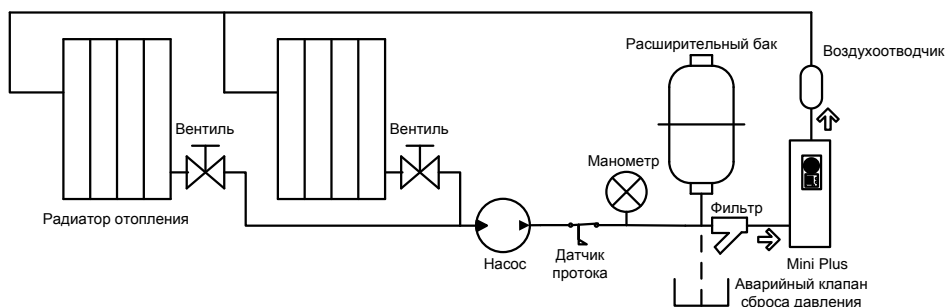 Расширительный бак
Воздухоотводчик
Вентиль
Вентиль
Манометр
Радиатор отопления
Фильтр
Насос
Датчик
протока
Mini Plus
Аварийный клапан
сброса давления